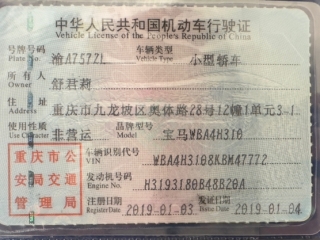 中华人民共和国机动车行驶证
Vehicle License of the People's Republic of China
号牌号码 渝A7572L 车辆类型 小型轿车
Plate No. Vehicle Type
所有人 舒君莉
Owner
住址 重庆市九龙坡区奥体路28号12幢1单元3-1
Address
使用性质 非营运 品牌型号 宝马WBA4H310
Use Character Model
重庆市公
安局交通
管理局
车辆识别代号 WBA4H3108KBM47772
VIN
发动机号码 H3193180B48B20A
Engine No.
注册日期 2019-01-03 发证日期 2019-01-04
Register Date Issue Date